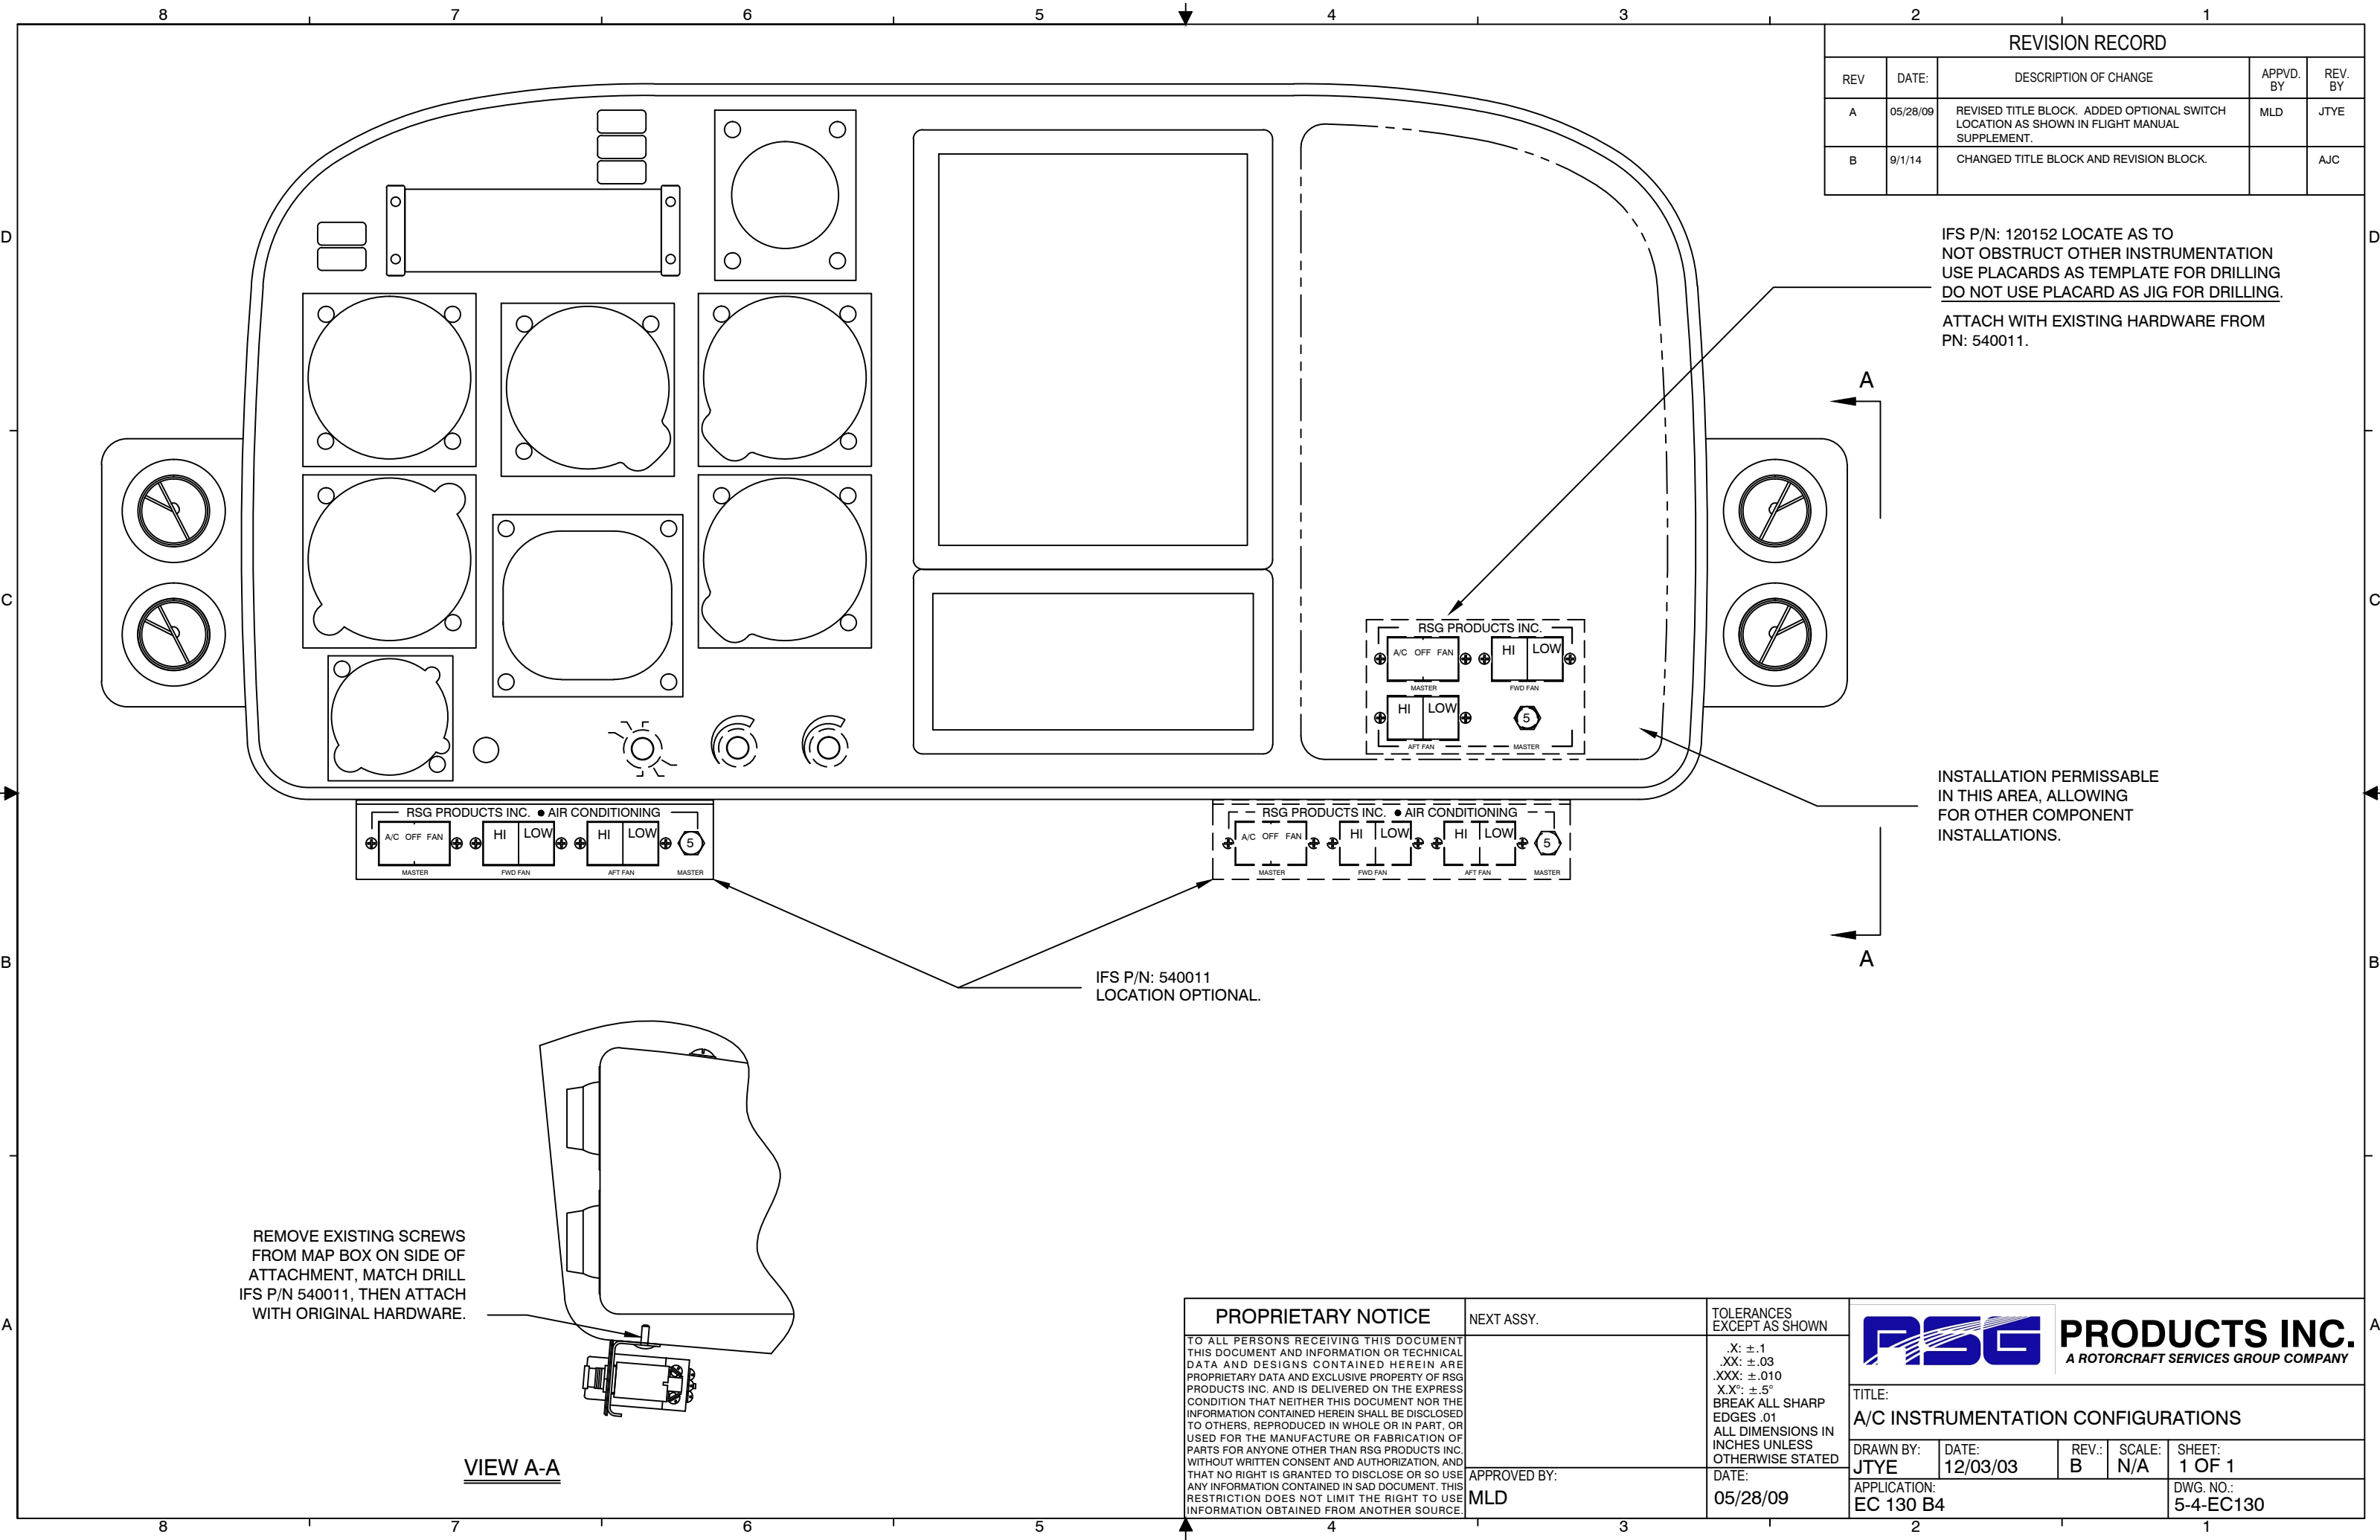 8 7 6 5 4 3 2 1
REVISION RECORD
REV DATE: DESCRIPTION OF CHANGE APPVD. BY REV. BY
A 05/28/09 REVISED TITLE BLOCK. ADDED OPTIONAL SWITCH MLD JTYE
LOCATION AS SHOWN IN FLIGHT MANUAL
SUPPLEMENT.
B 9/1/14 CHANGED TITLE BLOCK AND REVISION BLOCK. AJC
D D
IFS P/N: 120152 LOCATE AS TO
NOT OBSTRUCT OTHER INSTRUMENTATION
USE PLACARDS AS TEMPLATE FOR DRILLING
DO NOT USE PLACARD AS JIG FOR DRILLING.
ATTACH WITH EXISTING HARDWARE FROM
PN: 540011.
A
C C
RSG PRODUCTS INC.
A/C OFF FAN HI LOW
MASTER FWD FAN
HI LOW 5
AFT FAN MASTER
INSTALLATION PERMISSABLE
IN THIS AREA, ALLOWING
FOR OTHER COMPONENT
INSTALLATIONS.
RSG PRODUCTS INC. ● AIR CONDITIONING
A/C OFF FAN HI LOW HI LOW 5
MASTER FWD FAN AFT FAN MASTER
RSG PRODUCTS INC. ● AIR CONDITIONING
A/C OFF FAN HI LOW HI LOW 5
MASTER FWD FAN AFT FAN MASTER
A
B B
IFS P/N: 540011
LOCATION OPTIONAL.
REMOVE EXISTING SCREWS
FROM MAP BOX ON SIDE OF
ATTACHMENT, MATCH DRILL
IFS P/N 540011, THEN ATTACH
WITH ORIGINAL HARDWARE.
A A
VIEW A-A
PROPRIETARY NOTICE
TO ALL PERSONS RECEIVING THIS DOCUMENT
THIS DOCUMENT AND INFORMATION OR TECHNICAL
DATA AND DESIGNS CONTAINED HEREIN ARE
PROPRIETARY DATA AND EXCLUSIVE PROPERTY OF RSG
PRODUCTS INC. AND IS DELIVERED ON THE EXPRESS
CONDITION THAT NEITHER THIS DOCUMENT NOR THE
INFORMATION CONTAINED HEREIN SHALL BE DISCLOSED
TO OTHERS, REPRODUCED IN WHOLE OR IN PART, OR
USED FOR THE MANUFACTURE OR FABRICATION OF
PARTS FOR ANYONE OTHER THAN RSG PRODUCTS INC.
WITHOUT WRITTEN CONSENT AND AUTHORIZATION, AND
THAT NO RIGHT IS GRANTED TO DISCLOSE OR SO USE
ANY INFORMATION CONTAINED IN SAD DOCUMENT. THIS
RESTRICTION DOES NOT LIMIT THE RIGHT TO USE
INFORMATION OBTAINED FROM ANOTHER SOURCE.
NEXT ASSY.
APPROVED BY:
MLD
TOLERANCES
EXCEPT AS SHOWN
.X: ±.1
.XX: ±.03
.XXX: ±.010
X.X°: ±.5°
BREAK ALL SHARP
EDGES .01
ALL DIMENSIONS IN
INCHES UNLESS
OTHERWISE STATED
DATE:
05/28/09
RSG PRODUCTS INC.
A ROTORCRAFT SERVICES GROUP COMPANY
TITLE:
A/C INSTRUMENTATION CONFIGURATIONS
DRAWN BY: DATE: REV.: SCALE: SHEET:
JTYE 12/03/03 B N/A 1 OF 1
APPLICATION: DWG. NO.:
EC 130 B4 5-4-EC130
8 7 6 5 4 3 2 1